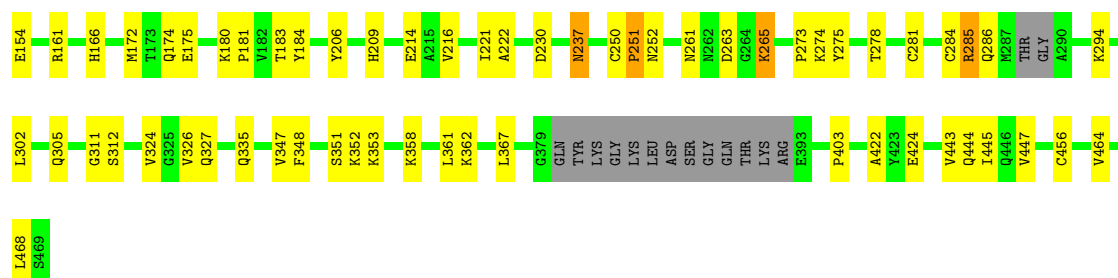 E154 R161 H166 M172 T173 Q174 E175 K180 P181 V182 T183 Y184 Y206 H209 E214 A215 V216 I221 A222 D230 N237 C250 P251 N252 N261 N262 D263 G264 K265 P273 K274 Y275 T278 C281 C284 R285 Q286 M287 THR GLY A290 K294
L302 Q305 G311 S312 V324 G325 V326 Q327 Q335 V347 F348 S351 K352 K353 K358 L361 K362 L367 G379 GLN TYR LYS GLY LYS LEU ASP SER GLY GLN THR LYS ARG E393 P403 A422 Y423 E424 V443 Q444 I445 Q446 V447 C456 V464
L468 S469